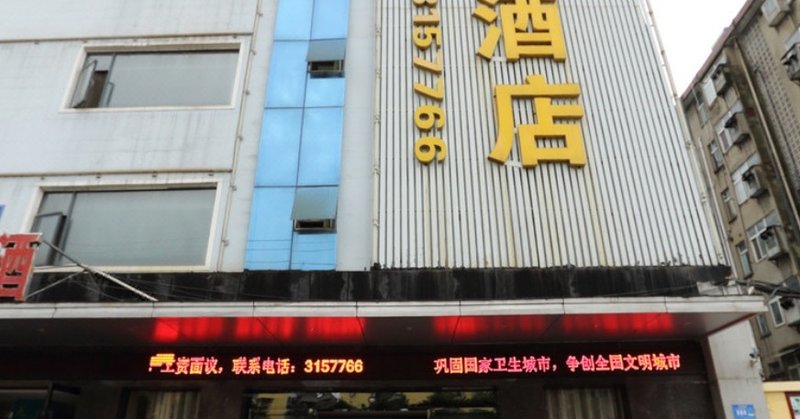 酒店
3157766
酒
工资面议，联系电话：3157766
巩固国家卫生城市，争创全国文明城市